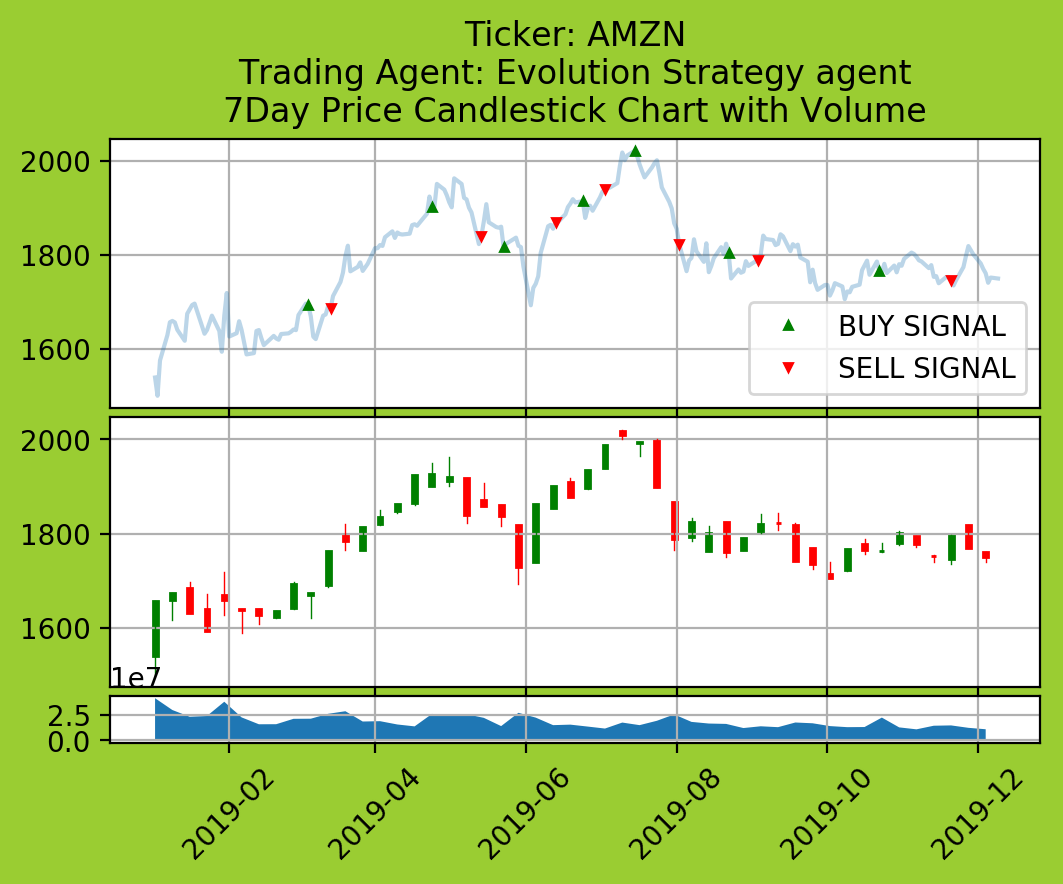 Ticker: AMZN
Trading Agent: Evolution Strategy agent
7Day Price Candlestick Chart with Volume
2000
1800
1600
BUY SIGNAL
SELL SIGNAL
2000
1800
1600
1e7
2.5
0.0
2019-02
2019-04
2019-06
2019-08
2019-10
2019-12